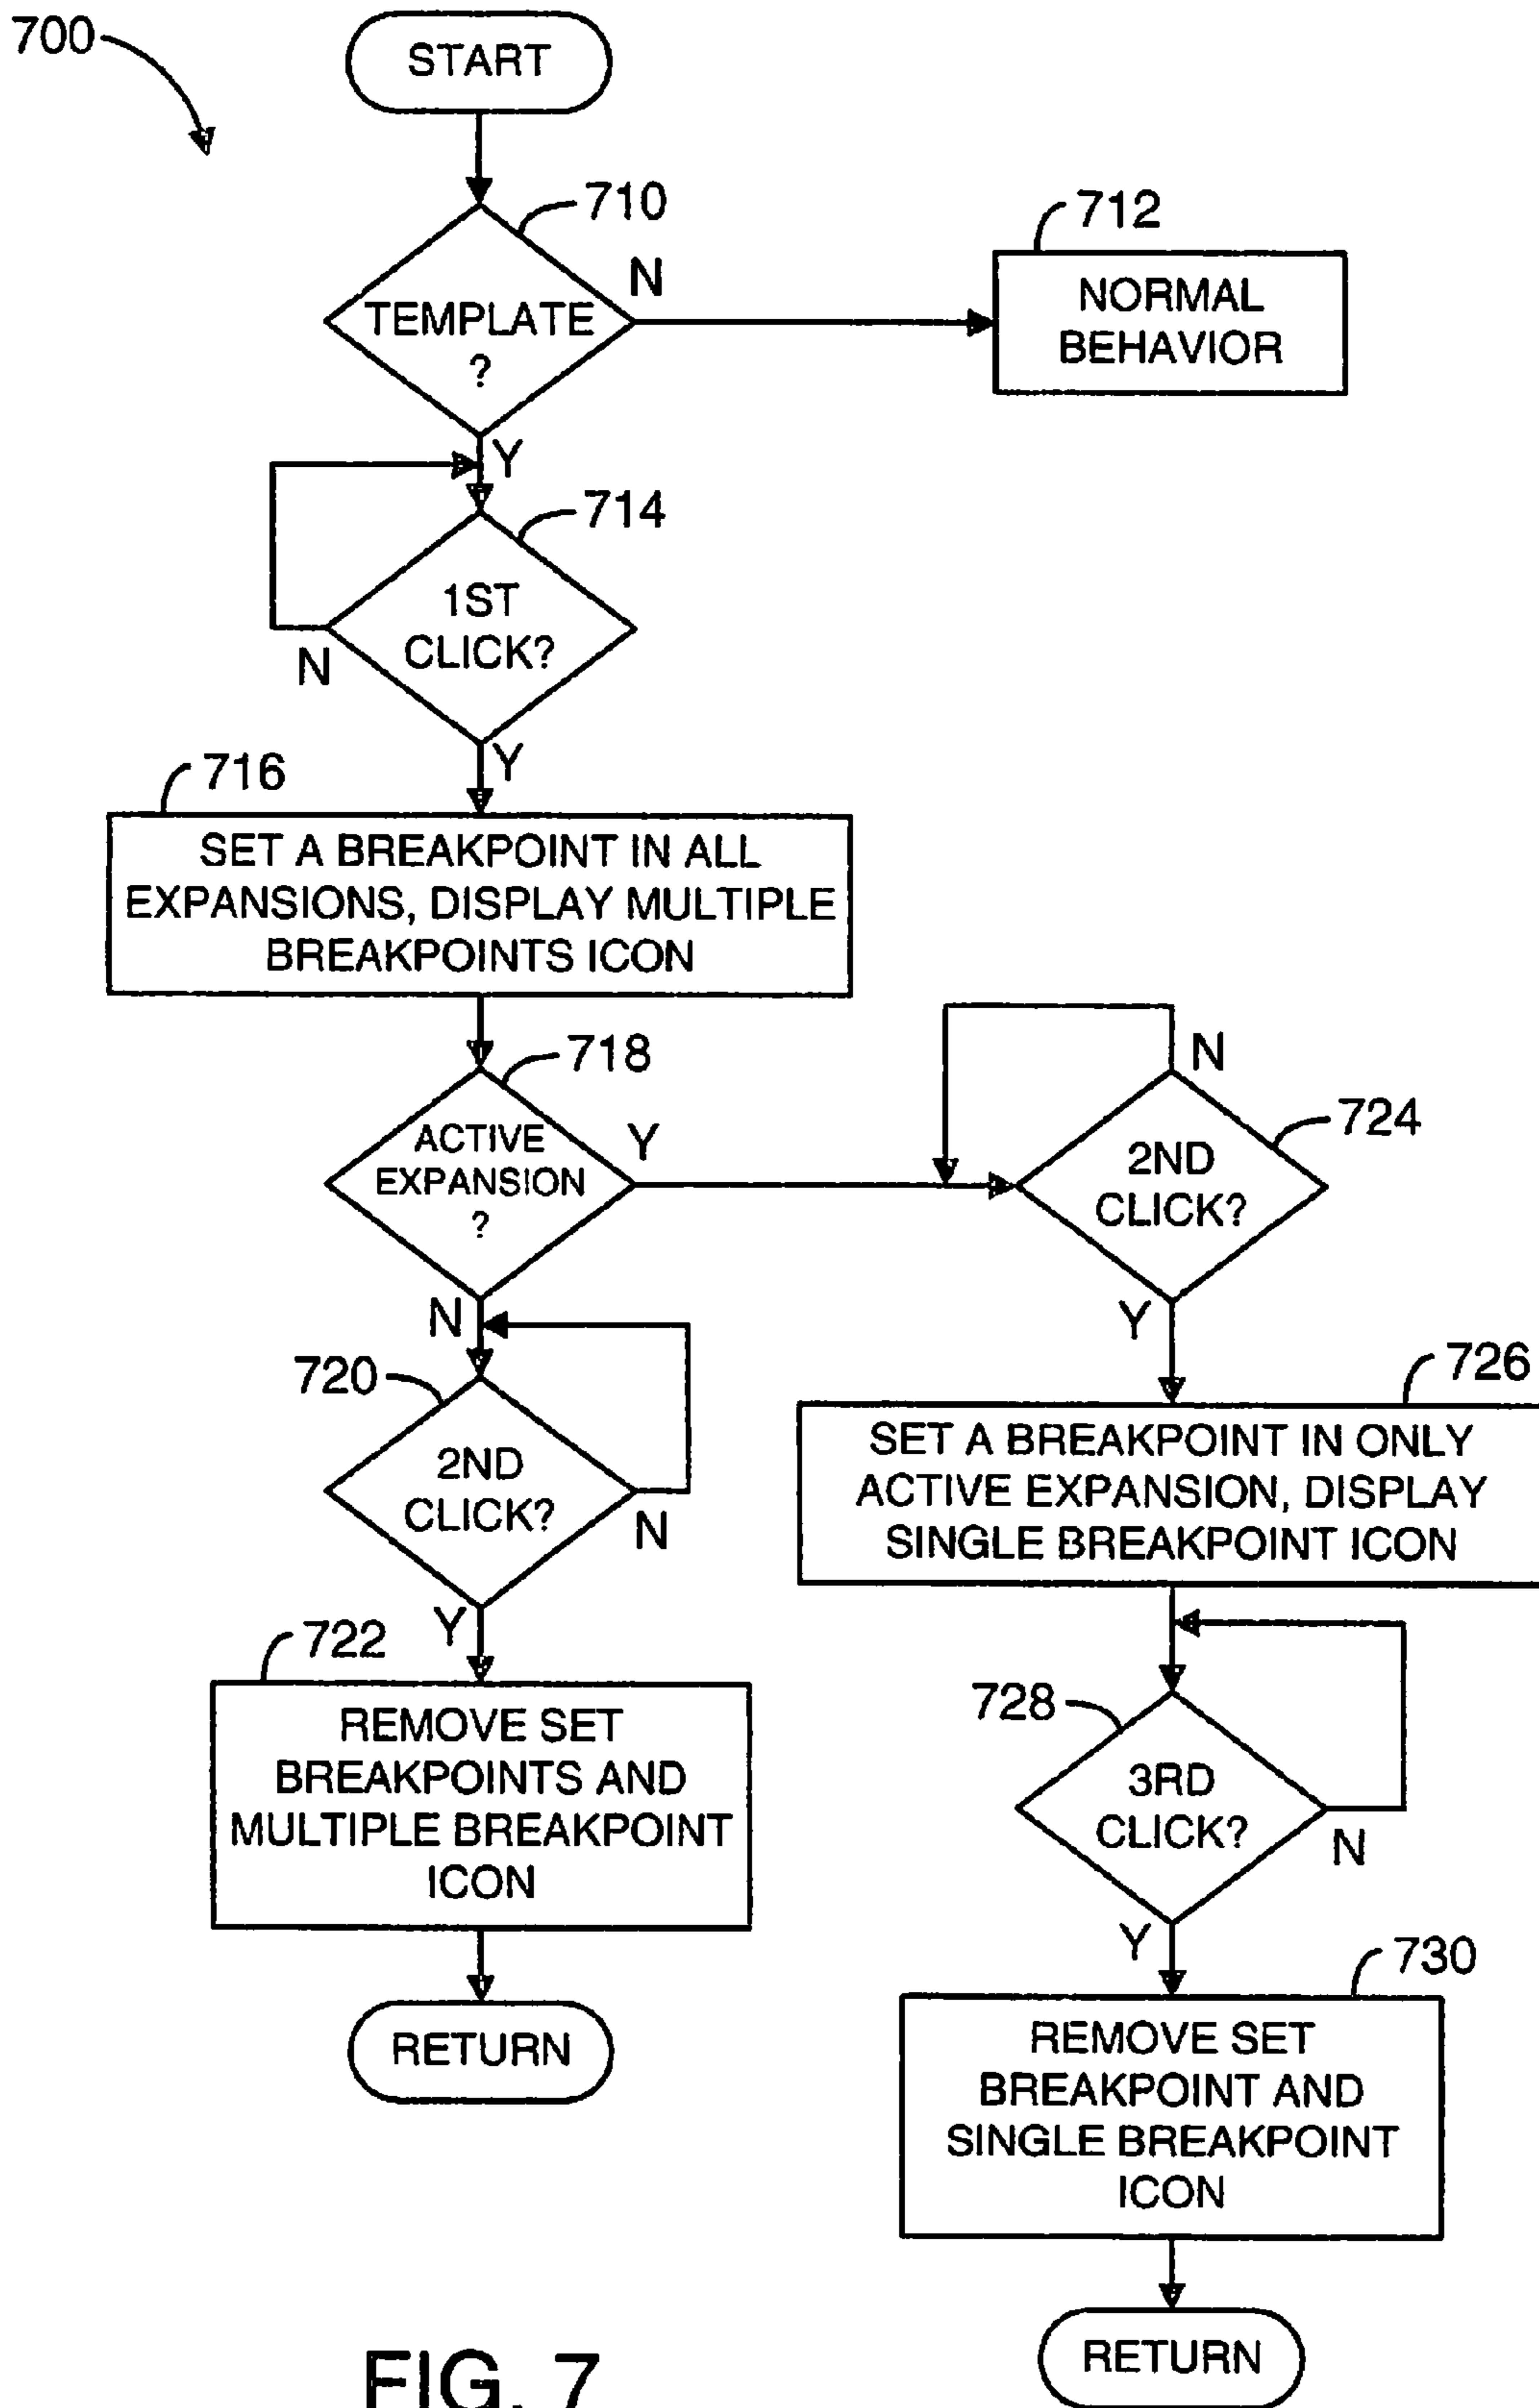 700
START
710
TEMPLATE
?
N
712
NORMAL
BEHAVIOR
Y
714
1ST
CLICK?
N
Y
716
SET A BREAKPOINT IN ALL
EXPANSIONS, DISPLAY MULTIPLE
BREAKPOINTS ICON
718
ACTIVE
EXPANSION
?
Y
N
724
2ND
CLICK?
N
Y
720
2ND
CLICK?
N
Y
722
REMOVE SET
BREAKPOINTS AND
MULTIPLE BREAKPOINT
ICON
RETURN
726
SET A BREAKPOINT IN ONLY
ACTIVE EXPANSION, DISPLAY
SINGLE BREAKPOINT ICON
728
3RD
CLICK?
N
Y
730
REMOVE SET
BREAKPOINT AND
SINGLE BREAKPOINT
ICON
RETURN
FIG. 7